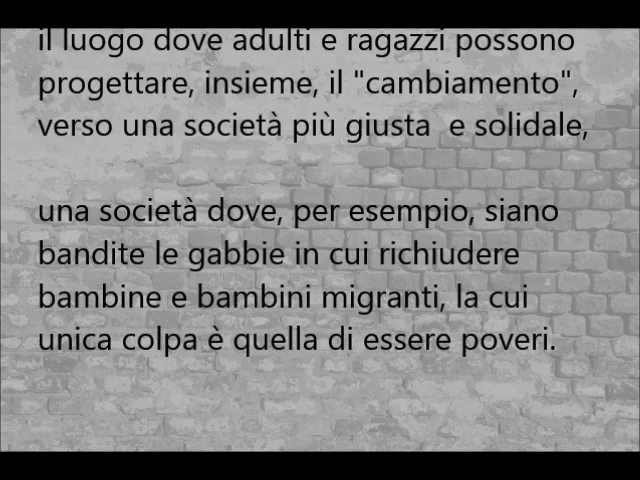 il luogo dove adulti e ragazzi possono
progettare, insieme, il "cambiamento",
verso una società più giusta  e solidale,
una società dove, per esempio, siano
bandite le gabbie in cui richiudere
bambine e bambini migranti, la cui
unica colpa è quella di essere poveri.